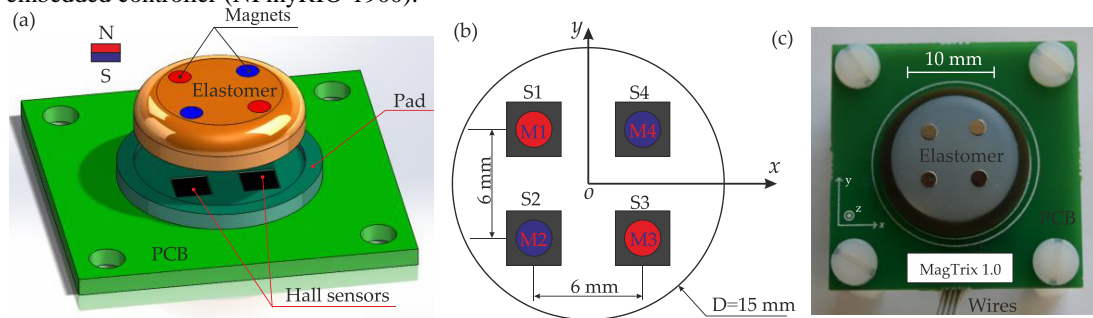 embedded controller (NI myRIO-1900).
(a)
N
S
Magnets
Elastomer
Pad
PCB
Hall sensors
(b)
y
S1
S4
M1
M4
6 mm
x
o
S2
S3
M2
M3
6 mm
D=15 mm
(c)
10 mm
Elastomer
y
z
x
PCB
MagTrix 1.0
Wires